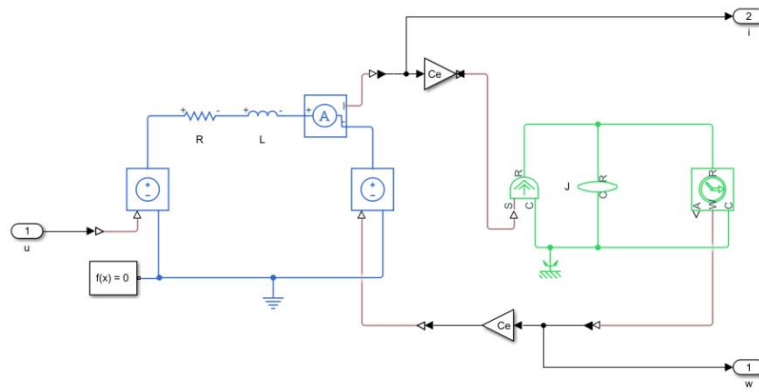 2
i
Ce
+
-
+
-
+
A
I
-
R
L
R
J
R
R
+
-
+
-
S
C
C
A
W
C
1
u
f(x) = 0
Ce
1
w